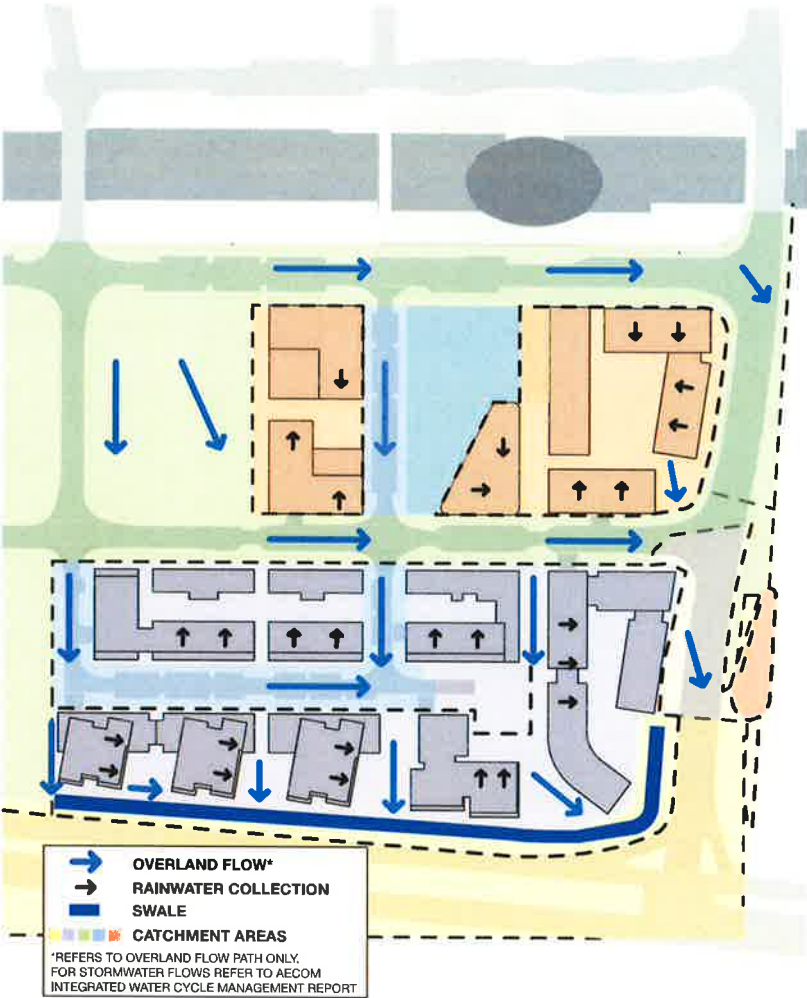 OVERLAND FLOW*
RAINWATER COLLECTION
SWALE
CATCHMENT AREAS
*REFERS TO OVERLAND FLOW PATH ONLY.
FOR STORMWATER FLOWS REFER TO AECOM
INTEGRATED WATER CYCLE MANAGEMENT REPORT